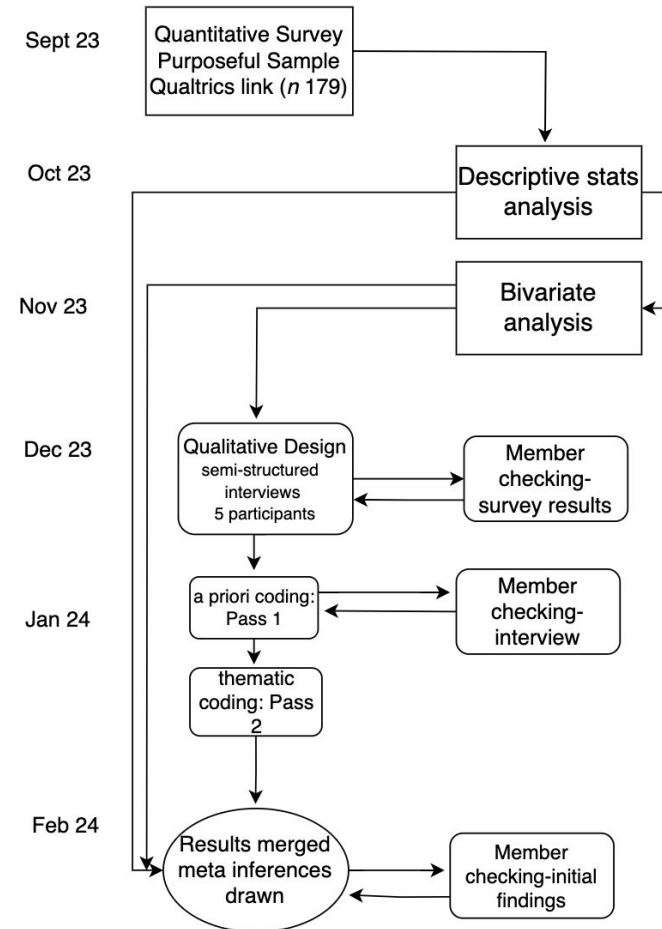 Sept 23
Quantitative Survey
Purposeful Sample
Qualtrics link (n 179)
Oct 23
Descriptive stats
analysis
Nov 23
Bivariate
analysis
Dec 23
Qualitative Design
semi-structured
interviews
5 participants
Member
checking-
survey results
Jan 24
a priori coding:
Pass 1
Member
checking-
interview
thematic
coding: Pass
2
Feb 24
Results merged
meta inferences
drawn
Member
checking-initial
findings